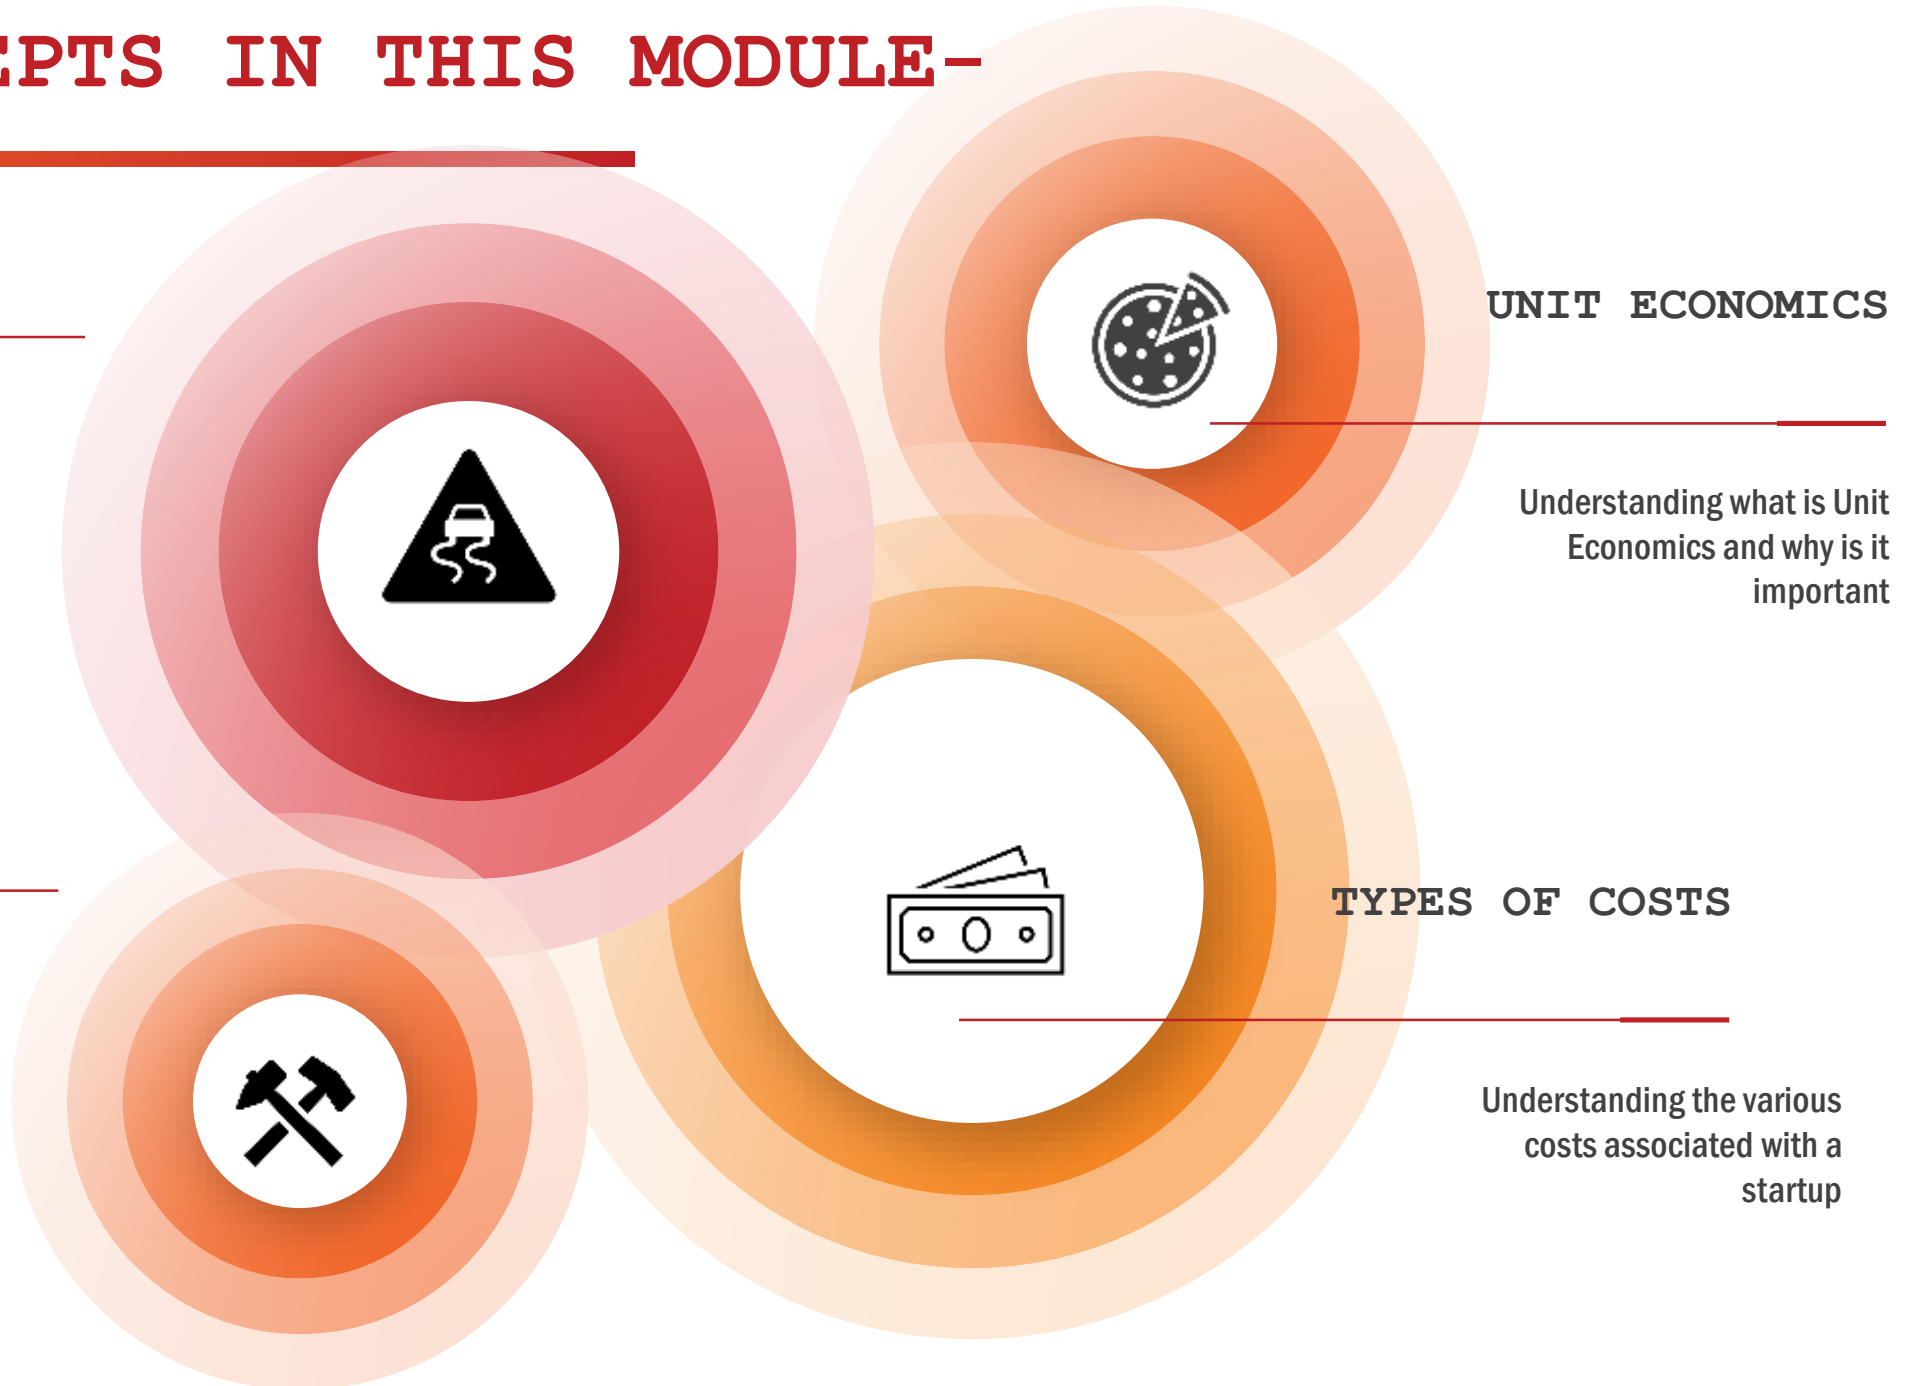 EPTS IN THIS MODULE-
UNIT ECONOMICS
Understanding what is Unit
Economics and why is it
important
TYPES OF COSTS
Understanding the various
costs associated with a
startup